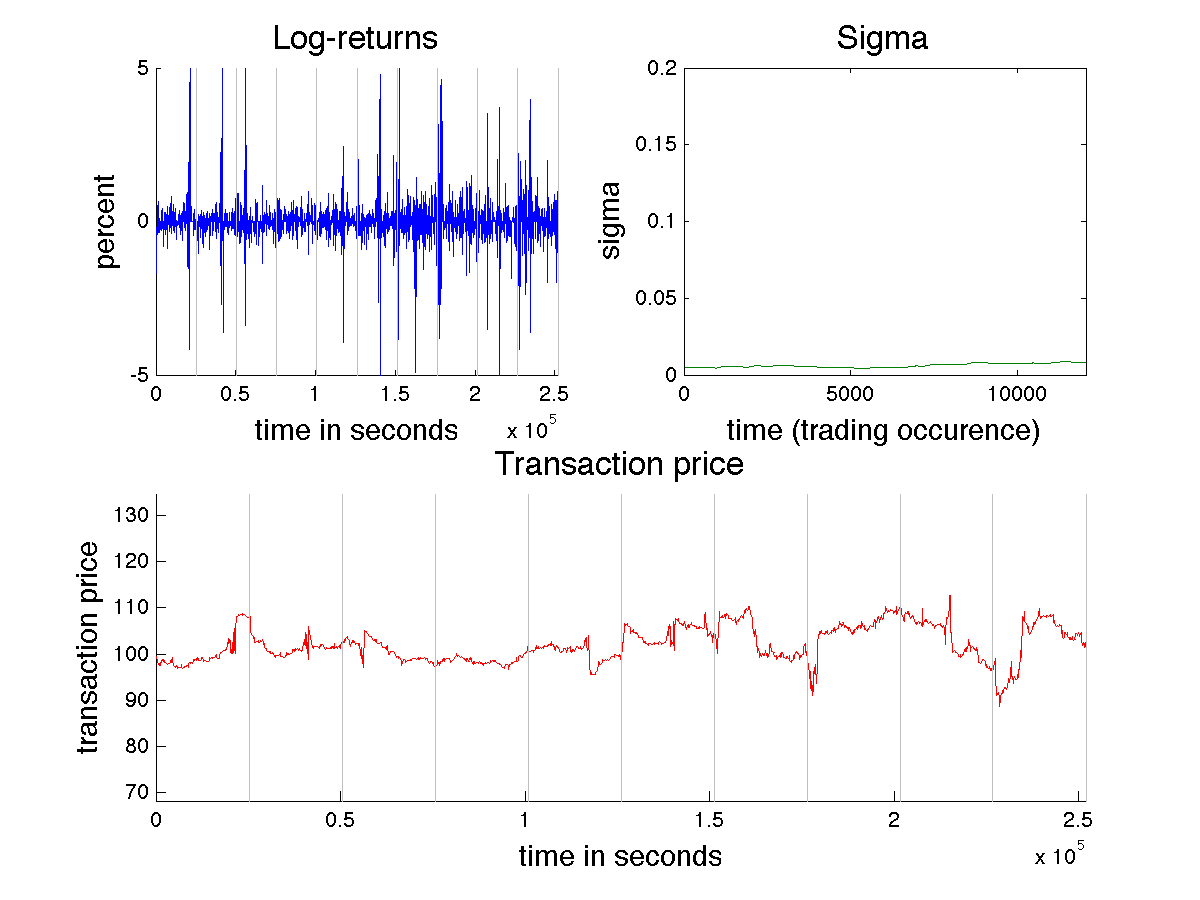 Log-returns
5
0
-5
percent
0 0.5 1 1.5 2 2.5
x 10^5
time in seconds
Sigma
0.2
0.15
0.1
0.05
0
sigma
0 5000 10000
time (trading occurence)
Transaction price
130
120
110
100
90
80
70
transaction price
0 0.5 1 1.5 2 2.5
x 10^5
time in seconds